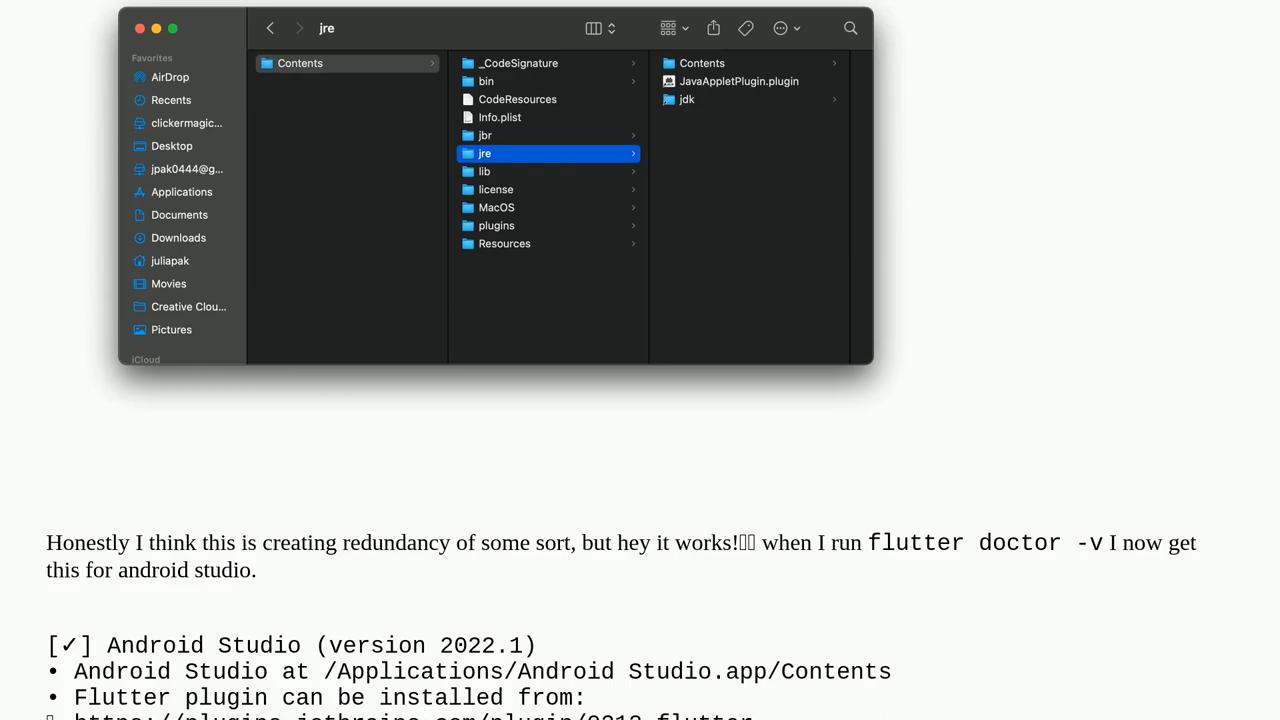 jre
Favorites
AirDrop
Recents
clickermagic...
Desktop
jpak0444@g...
Applications
Documents
Downloads
juliapak
Movies
Creative Clou...
Pictures
iCloud
Contents
_CodeSignature
bin
CodeResources
Info.plist
jbr
jre
lib
license
MacOS
plugins
Resources
Contents
JavaAppletPlugin.plugin
jdk
Honestly I think this is creating redundancy of some sort, but hey it works! when I run flutter doctor -v I now get
this for android studio.
[✓] Android Studio (version 2022.1)
• Android Studio at /Applications/Android Studio.app/Contents
• Flutter plugin can be installed from: